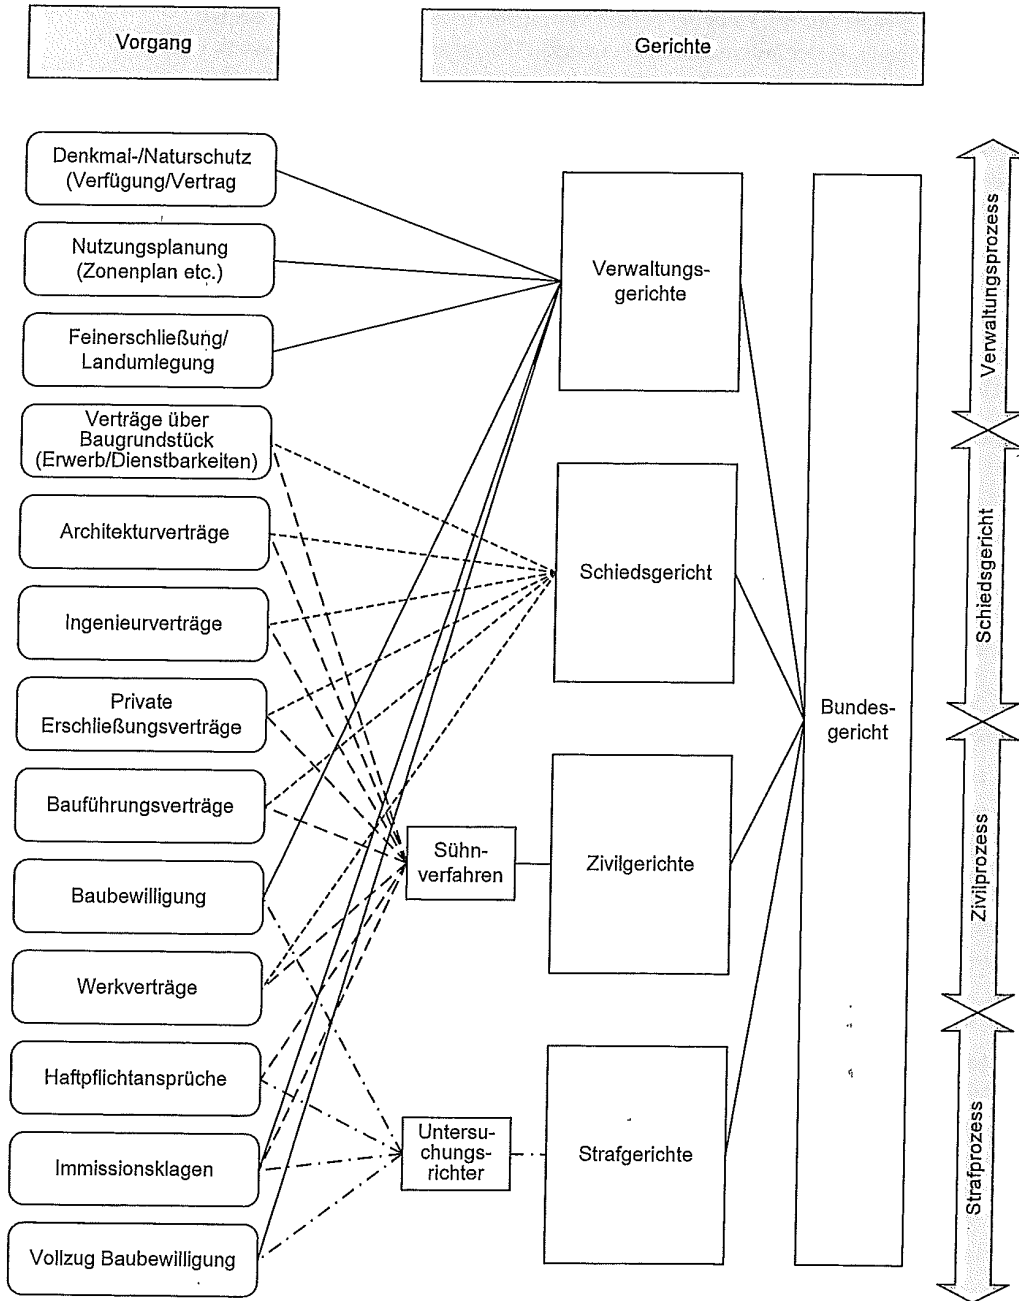 Vorgang
Gerichte
Denkmal-/Naturschutz
(Verfügung/Vertrag
Nutzungsplanung
(Zonenplan etc.)
Feinerschließung/
Landumlegung
Verträge über
Baugrundstück
(Erwerb/Dienstbarkeiten)
Architekturverträge
Ingenieurverträge
Private
Erschließungsverträge
Bauführungsverträge
Baubewilligung
Werkverträge
Haftpflichtansprüche
Immissionsklagen
Vollzug Baubewilligung
Sühn-
verfahren
Untersu-
chungs-
richter
Verwaltungs-
gerichte
Schiedsgericht
Zivilgerichte
Strafgerichte
Bundes-
gericht
Verwaltungsprozess
Schiedsgericht
Zivilprozess
Strafprozess